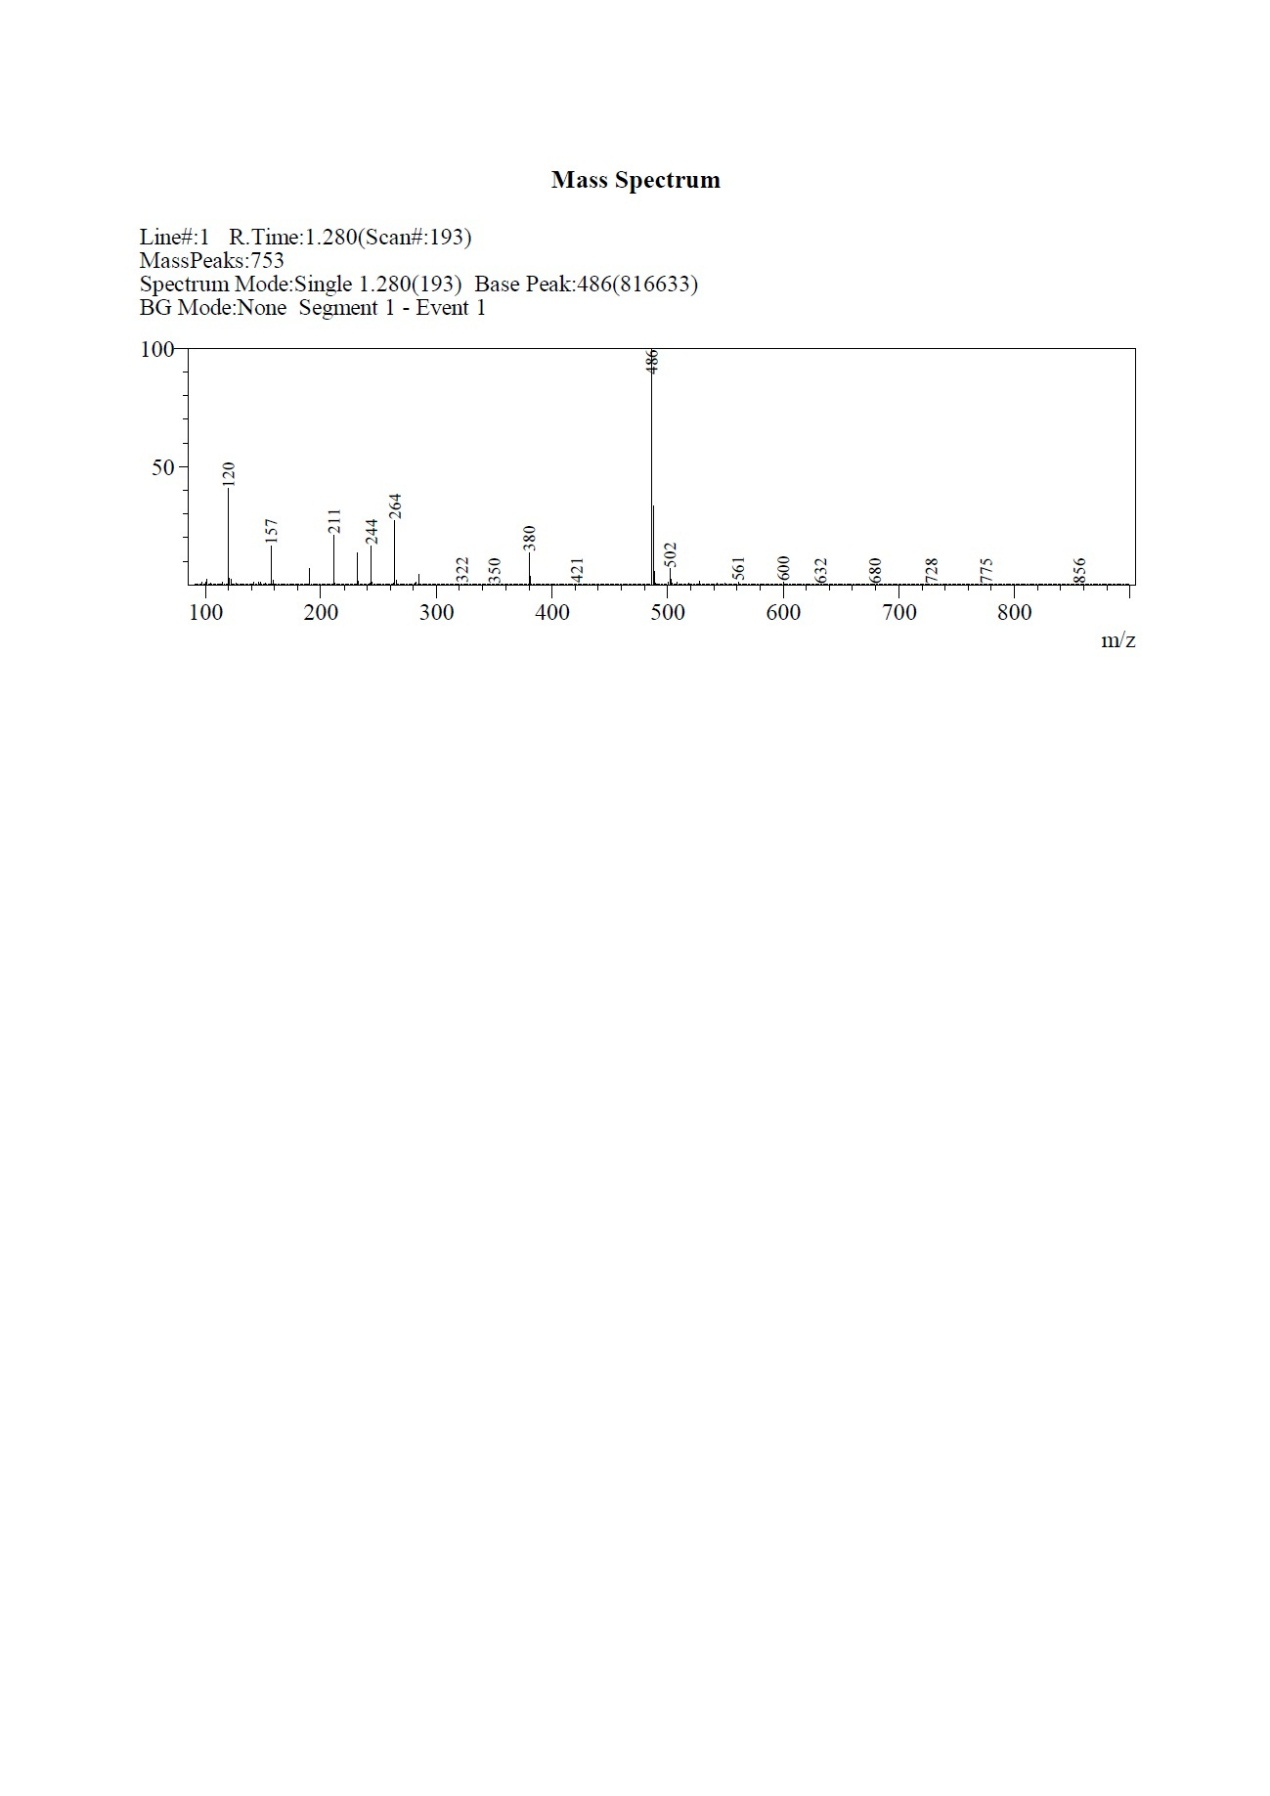 Mass Spectrum
Line#:1 R.Time:1.280(Scan#:193)
MassPeaks:753
Spectrum Mode:Single 1.280(193) Base Peak:486(816633)
BG Mode:None Segment 1 - Event 1
100
50
120
157
211
244
264
322
350
380
421
486
502
561
600
632
680
728
775
856
100 200 300 400 500 600 700 800
m/z